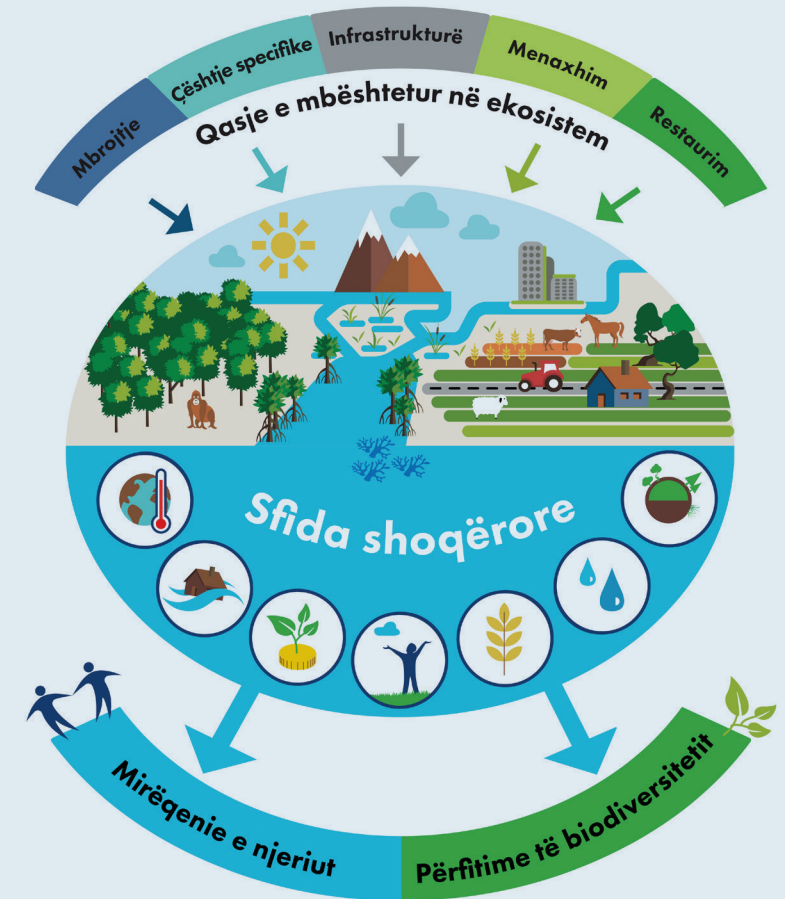 Mbrojtje
Çështje specifike
Infrastrukturë
Menaxhim
Restaurim
Qasje e mbështetur në ekosistem
Sfida shoqërore
Mirëqenie e njeriut
Përfitime të biodiversitetit